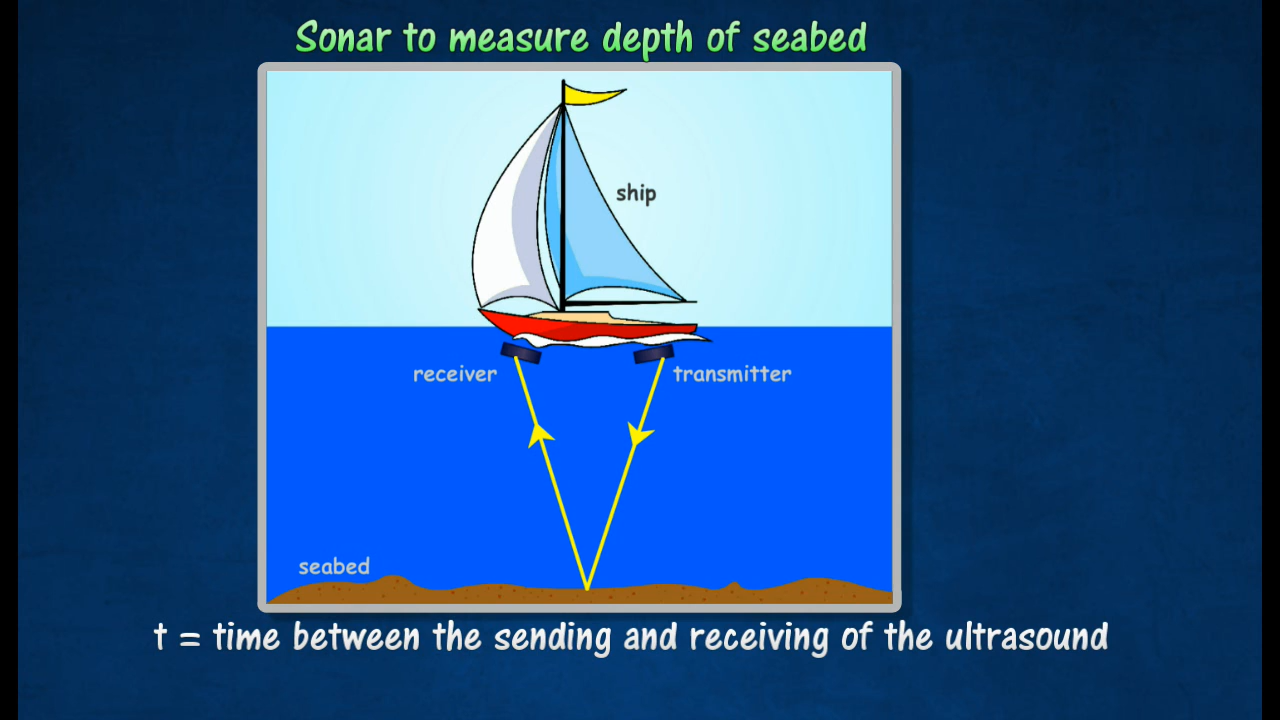 Sonar to measure depth of seabed
ship
receiver
transmitter
seabed
t = time between the sending and receiving of the ultrasound